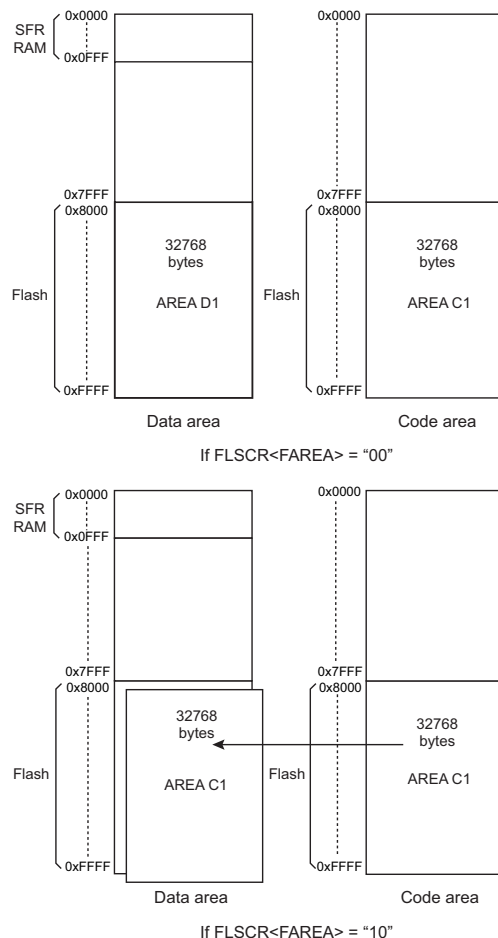 0x0000
SFR
RAM
0x0FFF
0x7FFF
0x8000
32768
bytes
Flash
AREA D1
0xFFFF
Data area
0x0000
0x7FFF
0x8000
32768
bytes
Flash
AREA C1
0xFFFF
Code area
If FLSCR<FAREA> = “00”
0x0000
SFR
RAM
0x0FFF
0x7FFF
0x8000
32768
bytes
Flash
AREA C1
0xFFFF
Data area
0x0000
0x7FFF
0x8000
32768
bytes
Flash
AREA C1
0xFFFF
Code area
If FLSCR<FAREA> = “10”